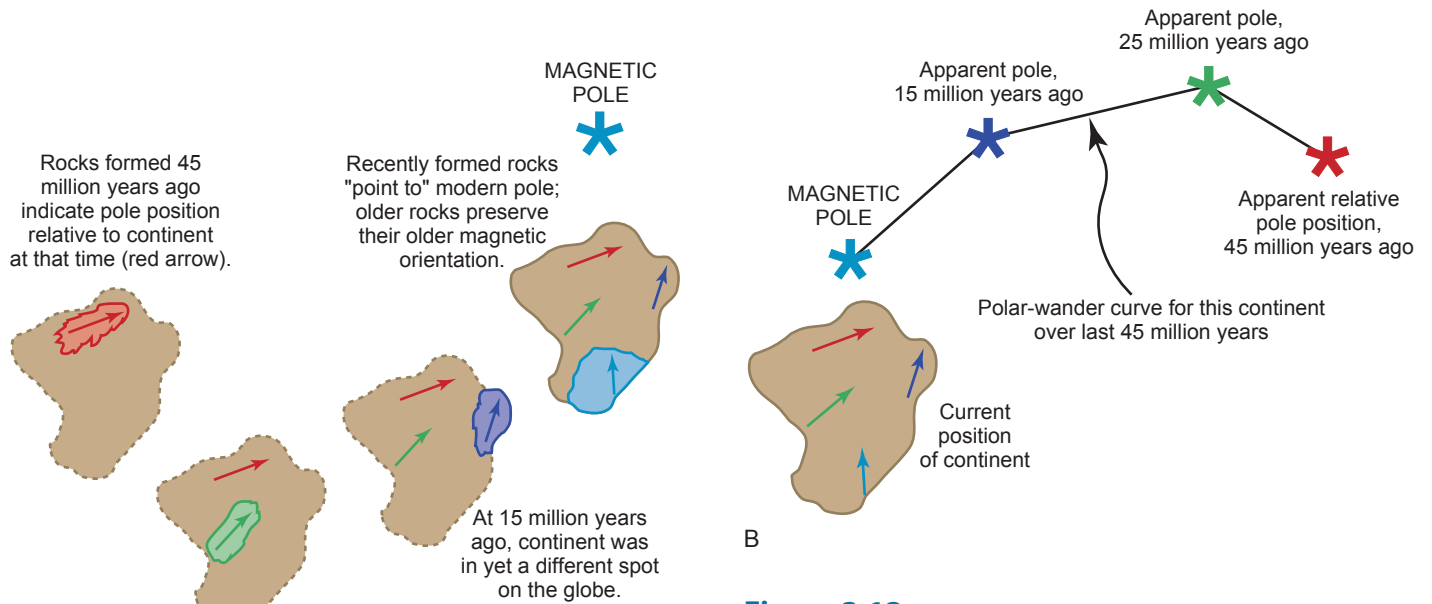 Rocks formed 45
million years ago
indicate pole position
relative to continent
at that time (red arrow).
Recently formed rocks
"point to" modern pole;
older rocks preserve
their older magnetic
orientation.
MAGNETIC
POLE
At 15 million years
ago, continent was
in yet a different spot
on the globe.
Apparent pole,
25 million years ago
Apparent pole,
15 million years ago
MAGNETIC
POLE
Apparent relative
pole position,
45 million years ago
Polar-wander curve for this continent
over last 45 million years
Current
position
of continent
B